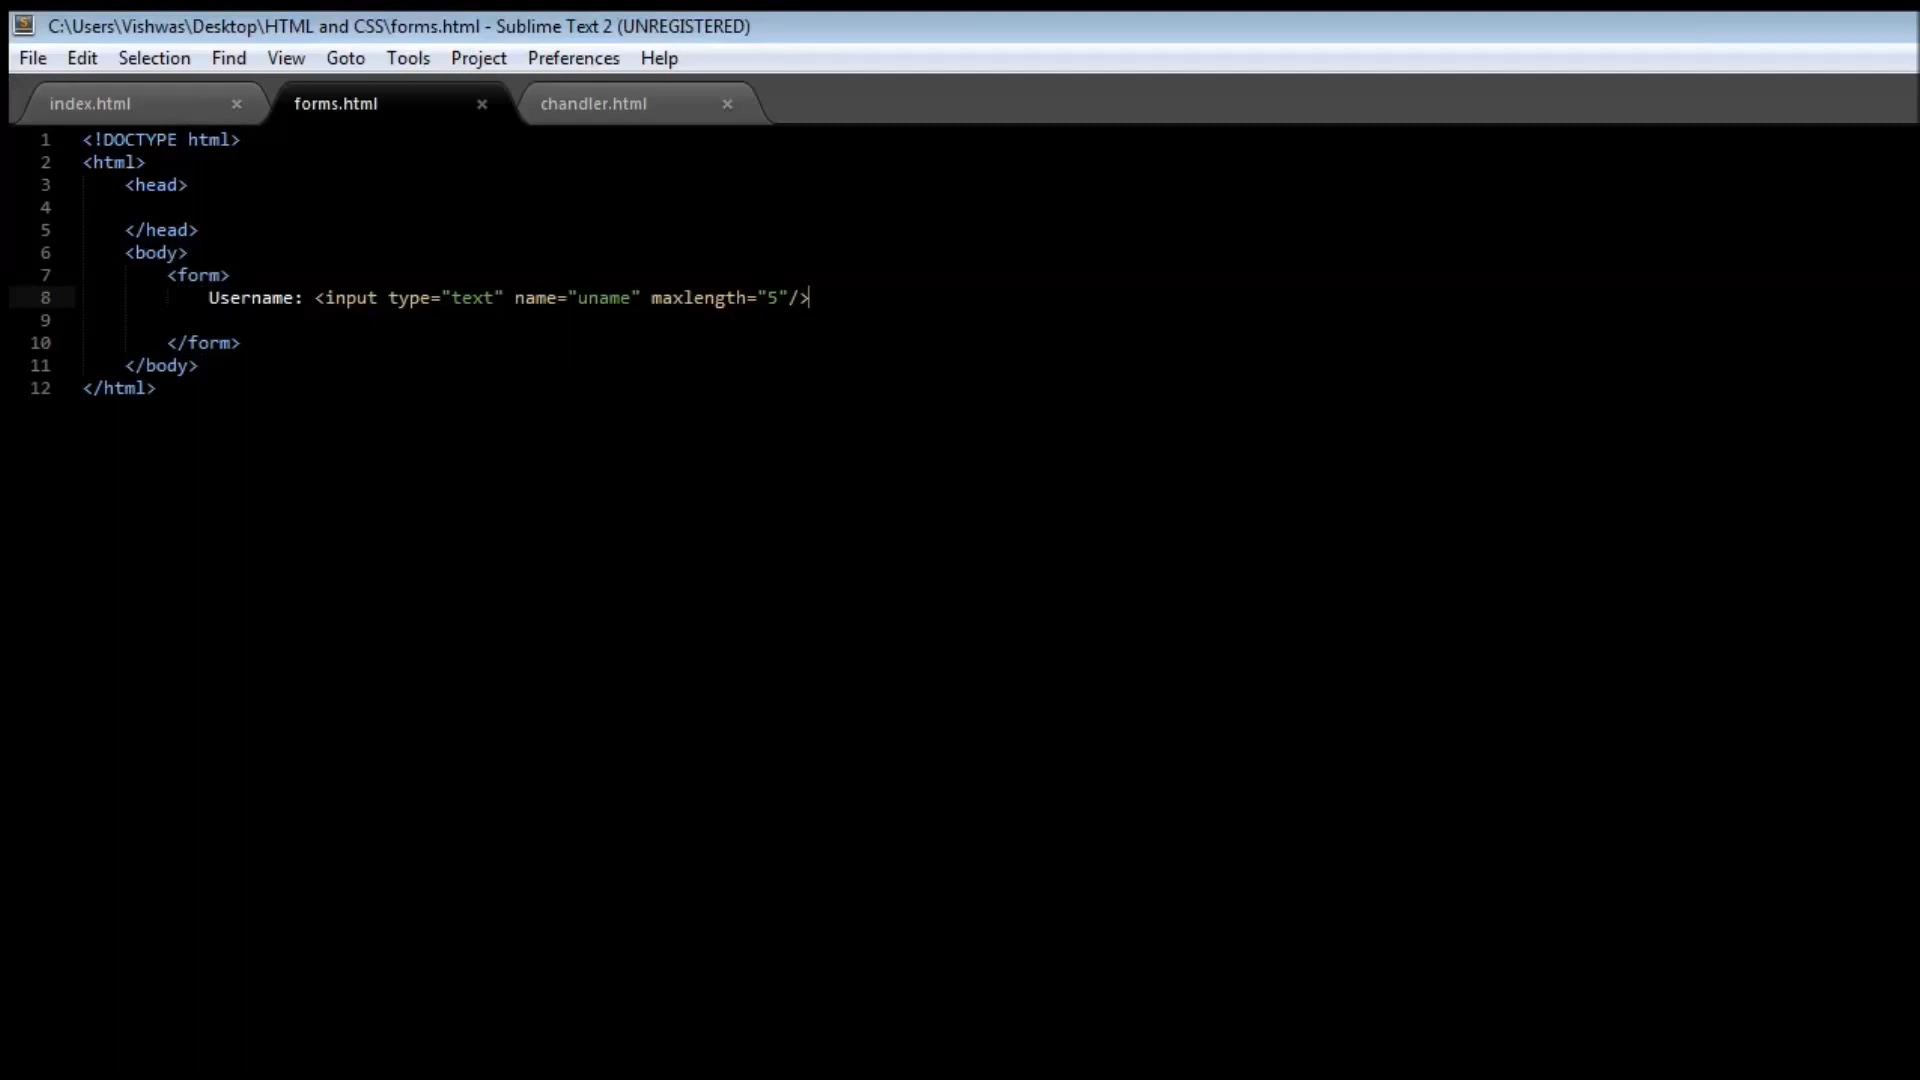 C:\Users\Vishwas\Desktop\HTML and CSS\forms.html - Sublime Text 2 (UNREGISTERED)
File Edit Selection Find View Goto Tools Project Preferences Help
index.html × forms.html × chandler.html ×
1 <!DOCTYPE html>
2 <html>
3 <head>
4
5 </head>
6 <body>
7 <form>
8 Username: <input type="text" name="uname" maxlength="5"/>
9
10 </form>
11 </body>
12 </html>